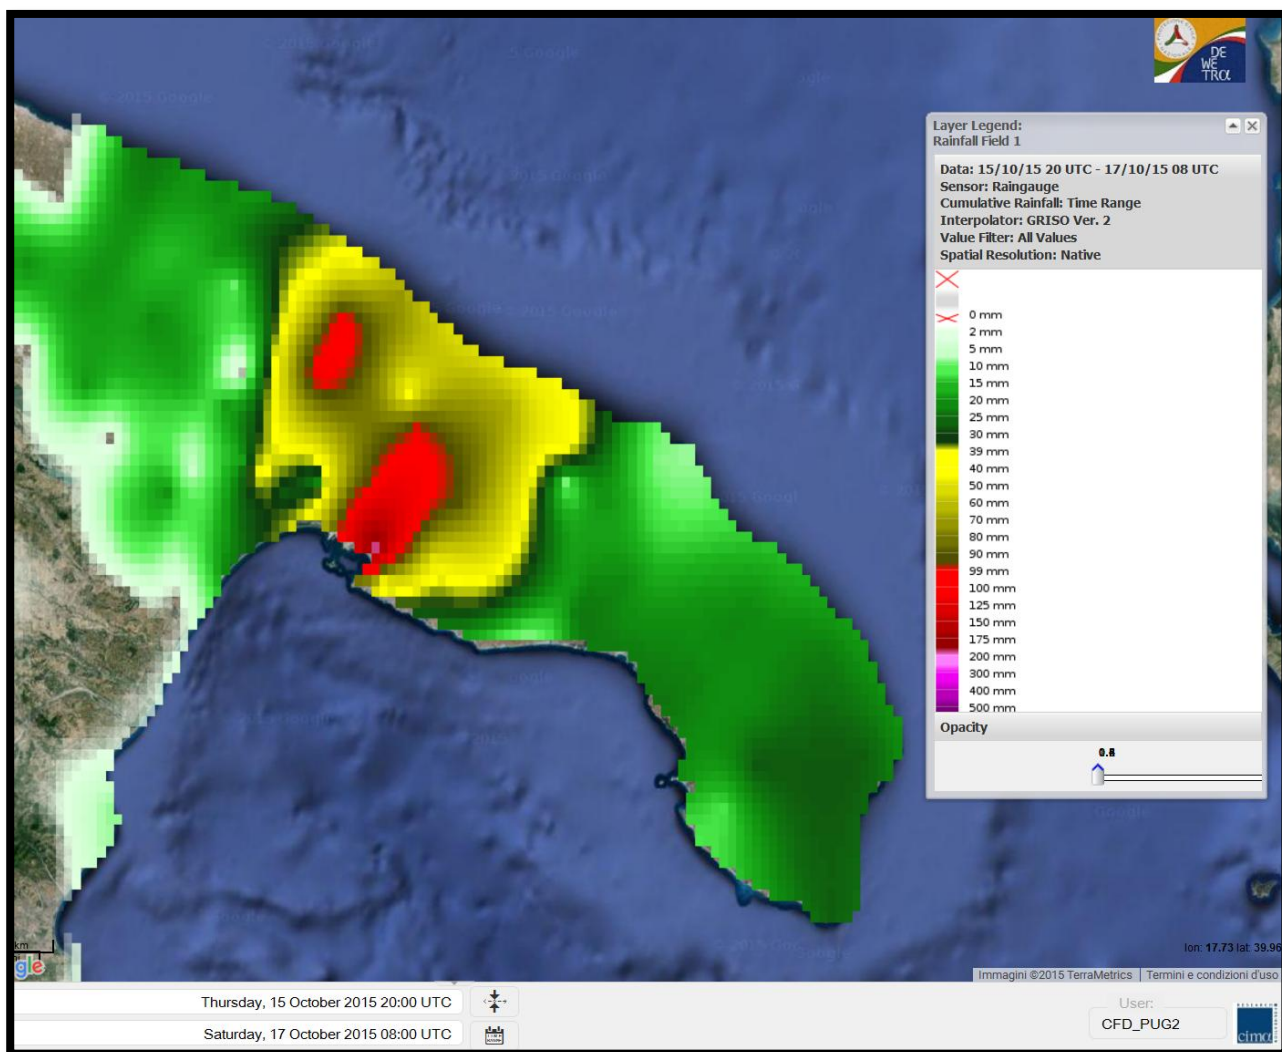 DE
WE
TRα
Layer Legend:
Rainfall Field 1
Data: 15/10/15 20 UTC - 17/10/15 08 UTC
Sensor: Raingauge
Cumulative Rainfall: Time Range
Interpolator: GRISO Ver. 2
Value Filter: All Values
Spatial Resolution: Native
0 mm
2 mm
5 mm
10 mm
15 mm
20 mm
25 mm
30 mm
39 mm
40 mm
50 mm
60 mm
70 mm
80 mm
90 mm
99 mm
100 mm
125 mm
150 mm
175 mm
200 mm
300 mm
400 mm
500 mm
Opacity
km
lon: 17.73 lat: 39.96
gle
Immagini ©2015 TerraMetrics
Termini e condizioni d'uso
Thursday, 15 October 2015 20:00 UTC
Saturday, 17 October 2015 08:00 UTC
User:
CFD_PUG2
cima